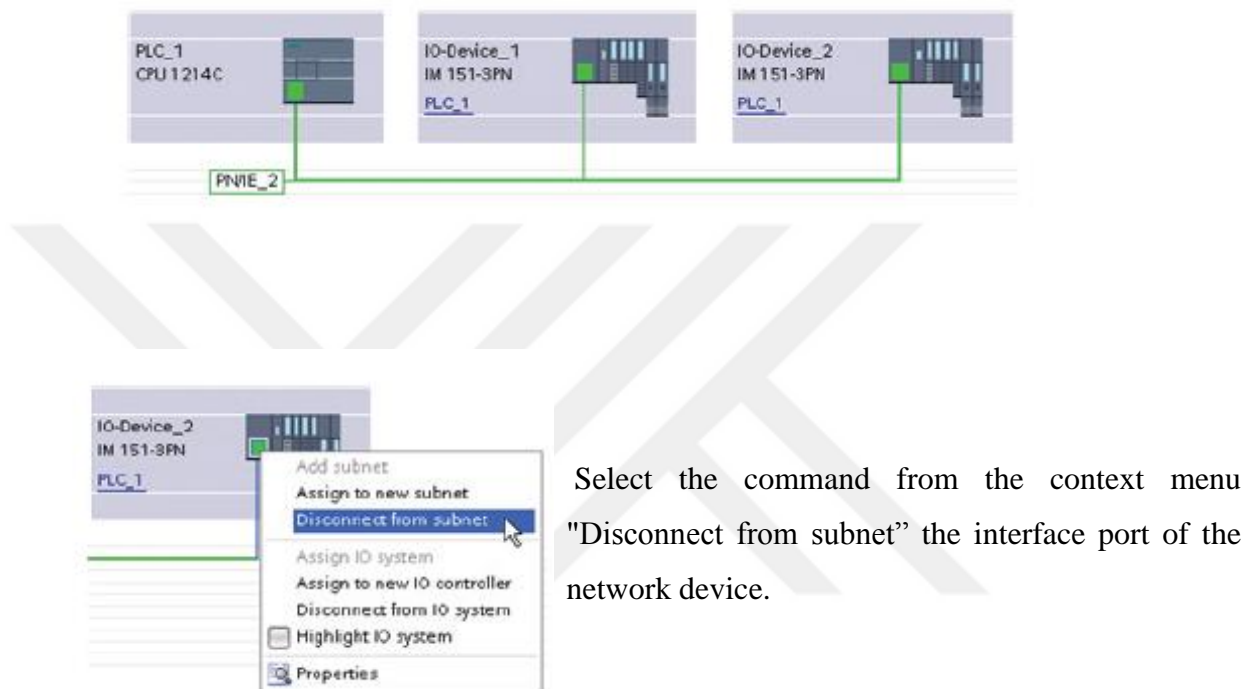 PLC_1
CPU 1214C
IO-Device_1
IM 151-3PN
PLC_1
IO-Device_2
IM 151-3PN
PLC_1
PN/IE_2
IO-Device_2
IM 151-3PN
PLC_1
Add subnet
Assign to new subnet
Disconnect from subnet
Assign IO system
Assign to new IO controller
Disconnect from IO system
Highlight IO system
Properties
Select the command from the context menu
"Disconnect from subnet” the interface port of the
network device.